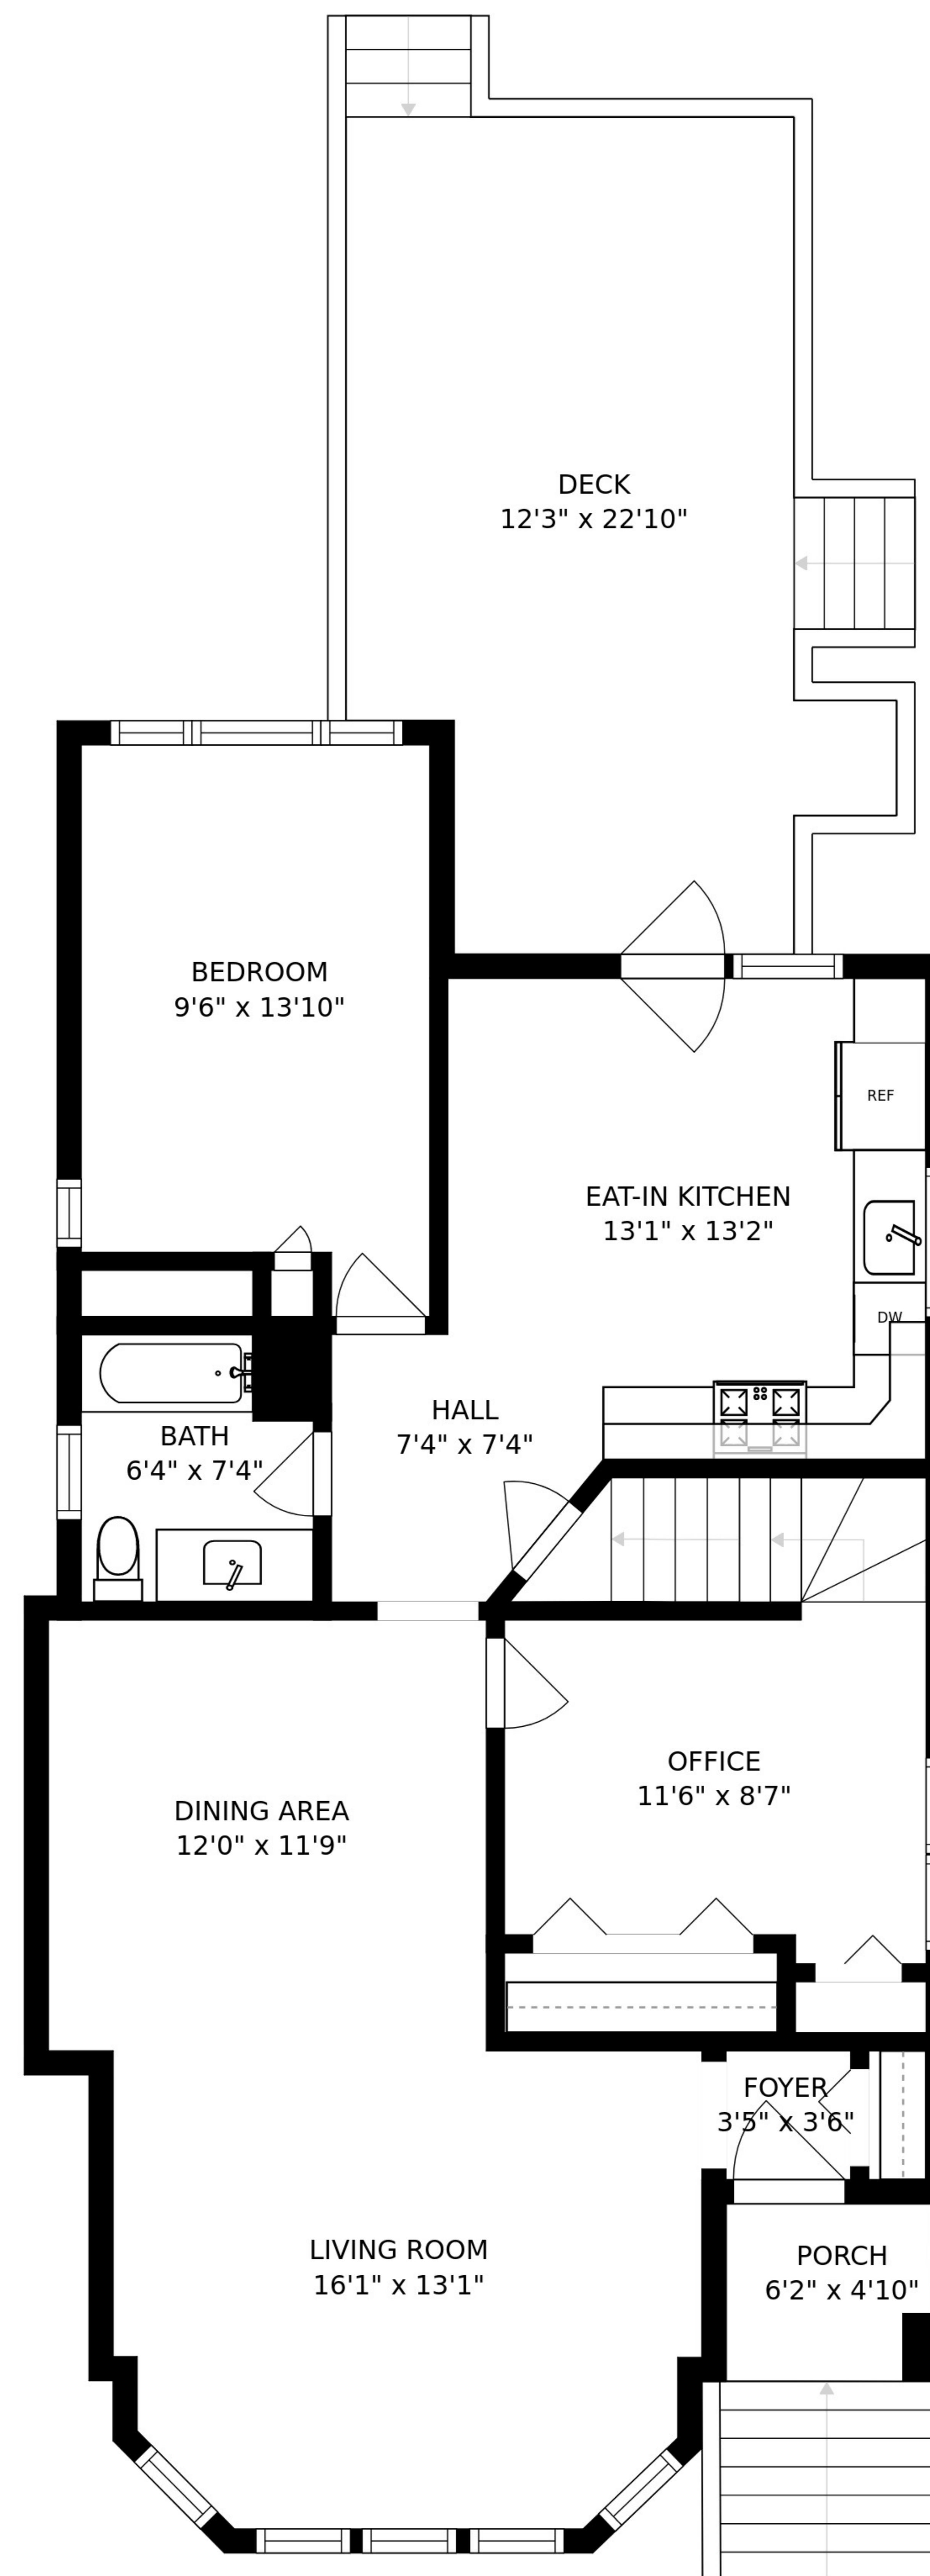 DECK
12'3" x 22'10"
BEDROOM
9'6" x 13'10"
REF
EAT-IN KITCHEN
13'1" x 13'2"
DW
HALL
7'4" x 7'4"
BATH
6'4" x 7'4"
OFFICE
11'6" x 8'7"
DINING AREA
12'0" x 11'9"
FOYER
3'5" x 3'6"
LIVING ROOM
16'1" x 13'1"
PORCH
6'2" x 4'10"